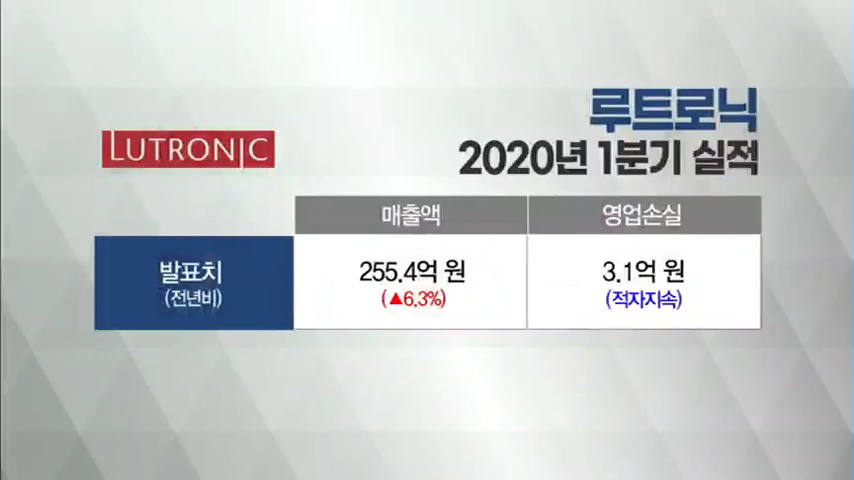 루트로닉
LUTRONIC
2020년 1분기 실적
매출액
영업손실
발표치
255.4억 원
3.1억 원
(전년비)
(▲6.3%)
(적자지속)